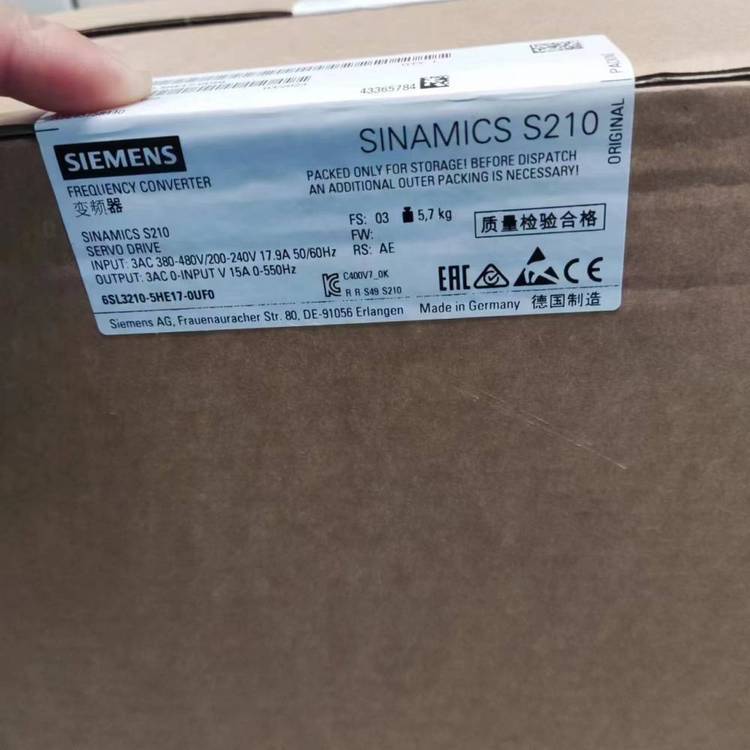 43365784
ORIGINAL
SIEMENS
SINAMICS S210
FREQUENCY CONVERTER
变频器
PACKED ONLY FOR STORAGE! BEFORE DISPATCH
AN ADDITIONAL OUTER PACKING IS NECESSARY!
SINAMICS S210
SERVO DRIVE
INPUT: 3AC 380-480V/200-240V 17.9A 50/60Hz
OUTPUT: 3AC 0-INPUT V 15A 0-550Hz
6SL3210-5HE17-0UF0
FS: 03 5,7 kg
FW:
RS: AE
质量检验合格
C400V7_0K
R R S49 S210
EAC CE
Siemens AG, Frauenauracher Str. 80, DE-91056 Erlangen
Made in Germany 德国制造